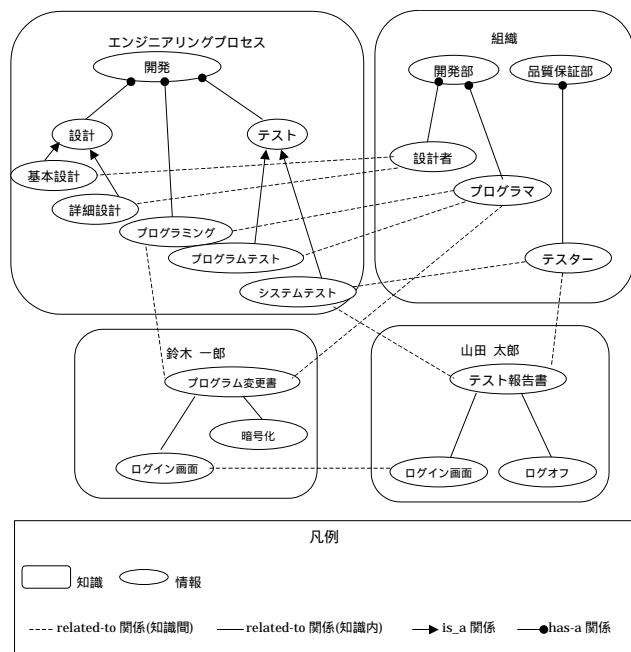 エンジニアリングプロセス
開発
設計
テスト
基本設計
詳細設計
プログラミング
プログラムテスト
システムテスト
組織
開発部
品質保証部
設計者
プログラマ
テスター
鈴木 一郎
プログラム変更書
暗号化
ログイン画面
山田 太郎
テスト報告書
ログイン画面
ログオフ
凡例
知識
情報
related-to 関係(知識間)
related-to 関係(知識内)
is_a 関係
has-a 関係